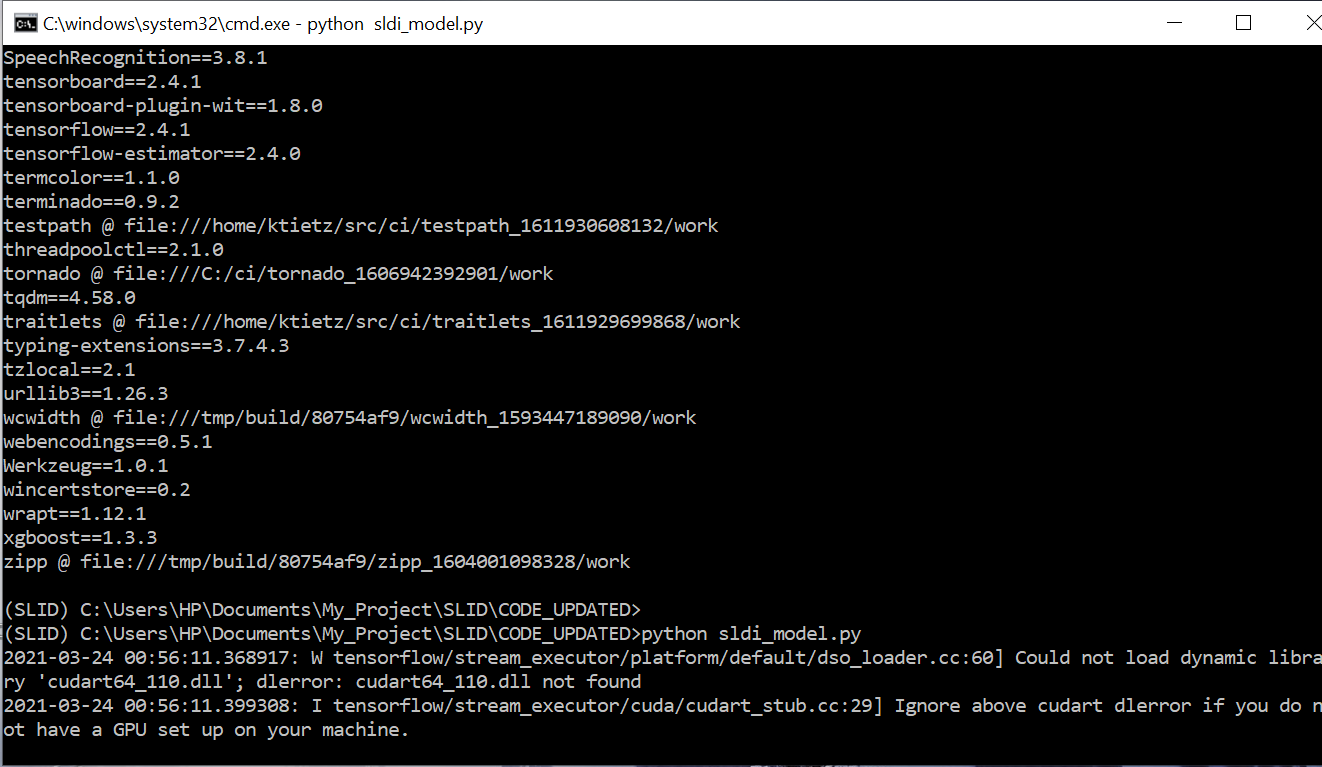 C:\windows\system32\cmd.exe - python  sldi_model.py
SpeechRecognition==3.8.1
tensorboard==2.4.1
tensorboard-plugin-wit==1.8.0
tensorflow==2.4.1
tensorflow-estimator==2.4.0
termcolor==1.1.0
terminado==0.9.2
testpath @ file:///home/ktietz/src/ci/testpath_1611930608132/work
threadpoolctl==2.1.0
tornado @ file:///C:/ci/tornado_1606942392901/work
tqdm==4.58.0
traitlets @ file:///home/ktietz/src/ci/traitlets_1611929699868/work
typing-extensions==3.7.4.3
tzlocal==2.1
urllib3==1.26.3
wcwidth @ file:///tmp/build/80754af9/wcwidth_1593447189090/work
webencodings==0.5.1
Werkzeug==1.0.1
wincertstore==0.2
wrapt==1.12.1
xgboost==1.3.3
zipp @ file:///tmp/build/80754af9/zipp_1604001098328/work
(SLID) C:\Users\HP\Documents\My_Project\SLID\CODE_UPDATED>
(SLID) C:\Users\HP\Documents\My_Project\SLID\CODE_UPDATED>python sldi_model.py
2021-03-24 00:56:11.368917: W tensorflow/stream_executor/platform/default/dso_loader.cc:60] Could not load dynamic libra
ry 'cudart64_110.dll'; dlerror: cudart64_110.dll not found
2021-03-24 00:56:11.399308: I tensorflow/stream_executor/cuda/cudart_stub.cc:29] Ignore above cudart dlerror if you do n
ot have a GPU set up on your machine.